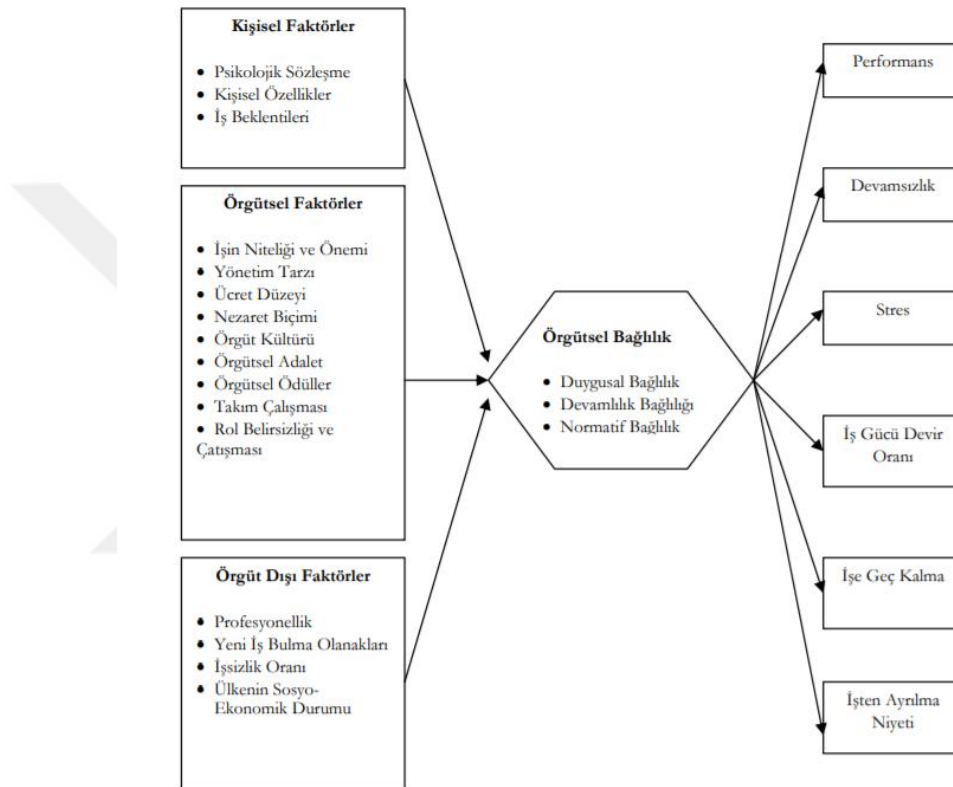 Kişisel Faktörler
• Psikolojik Sözleşme
• Kişisel Özellikler
• İş Beklentileri
Örgütsel Faktörler
• İşin Niteliği ve Önemi
• Yönetim Tarzı
• Ücret Düzeyi
• Nezaret Biçimi
• Örgüt Kültürü
• Örgütsel Adalet
• Örgütsel Ödüller
• Takım Çalışması
• Rol Belirsizliği ve
Çatışması
Örgüt Dışı Faktörler
• Profesyonellik
• Yeni İş Bulma Olanakları
• İşsizlik Oranı
• Ülkenin Sosyo-
Ekonomik Durumu
Örgütsel Bağlılık
• Duygusal Bağlılık
• Devamlılık Bağlılığı
• Normatif Bağlılık
Performans
Devamsızlık
Stres
İş Gücü Devir
Oranı
İşe Geç Kalma
İşten Ayrılma
Niyeti